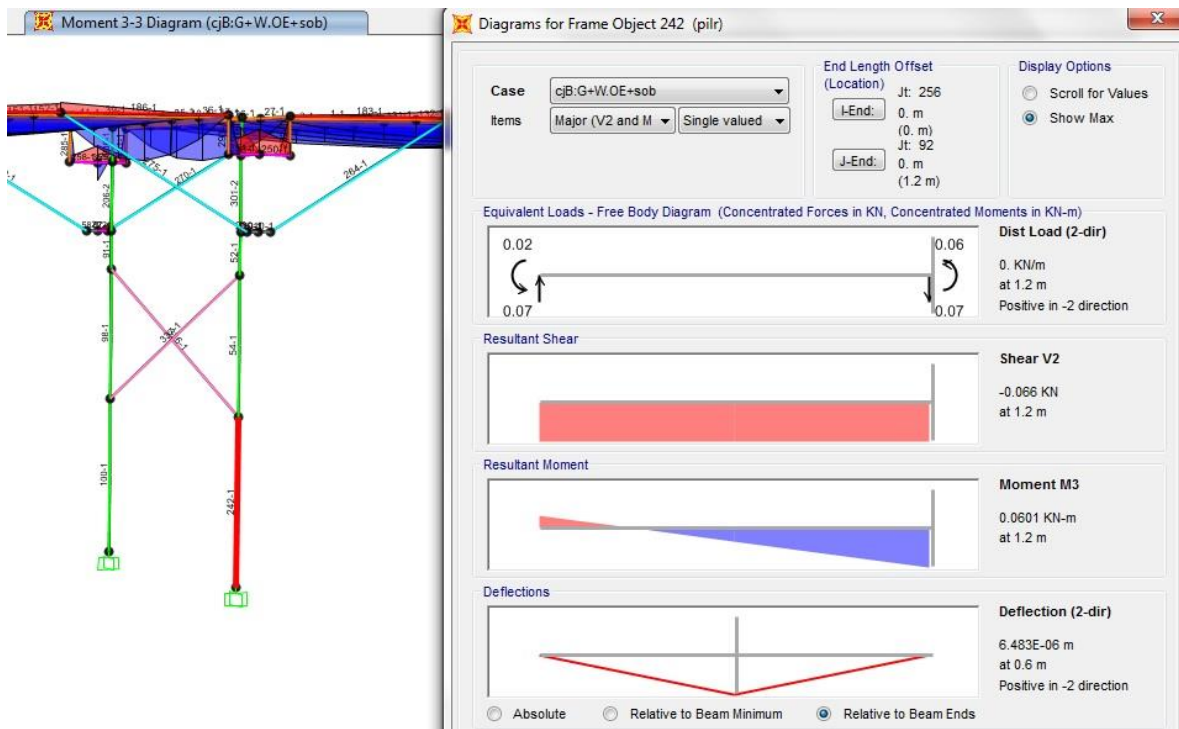 Moment 3-3 Diagram (cjB:G+W.OE+sob)
186-1
27-1
183-1
285-1
250-1
275-1
270-1
264-1
206-2
301-2
91-1
52-1
98-1
54-1
100-1
242-1
Diagrams for Frame Object 242 (pilr)
X
Case
cjB:G+W.OE+sob
Items
Major (V2 and M
Single valued
End Length Offset
(Location)
Jt: 256
I-End:
0. m
(0. m)
Jt: 92
J-End:
0. m
(1.2 m)
Display Options
Scroll for Values
Show Max
Equivalent Loads - Free Body Diagram (Concentrated Forces in KN, Concentrated Moments in KN-m)
0.02
0.06
0.07
0.07
Dist Load (2-dir)
0. KN/m
at 1.2 m
Positive in -2 direction
Resultant Shear
Shear V2
-0.066 KN
at 1.2 m
Resultant Moment
Moment M3
0.0601 KN-m
at 1.2 m
Deflections
Deflection (2-dir)
6.483E-06 m
at 0.6 m
Positive in -2 direction
Absolute
Relative to Beam Minimum
Relative to Beam Ends